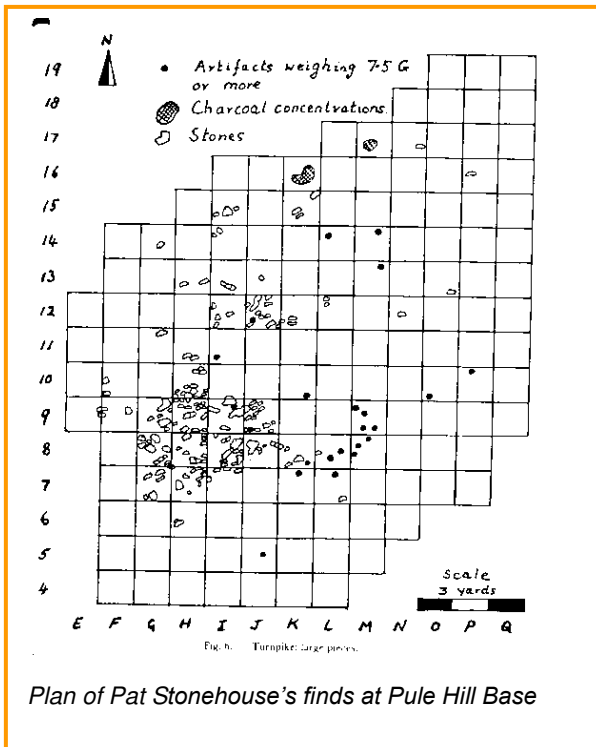 N
19
Artifacts weighing 7.5 G
or more
18
Charcoal concentrations.
17
Stones
16
15
14
13
12
11
10
9
8
7
6
5
4
Scale
3 yards
E F G H I J K L M N O P Q
Fig. 6. Turnpike: large pieces.
Plan of Pat Stonehouse's finds at Pule Hill Base